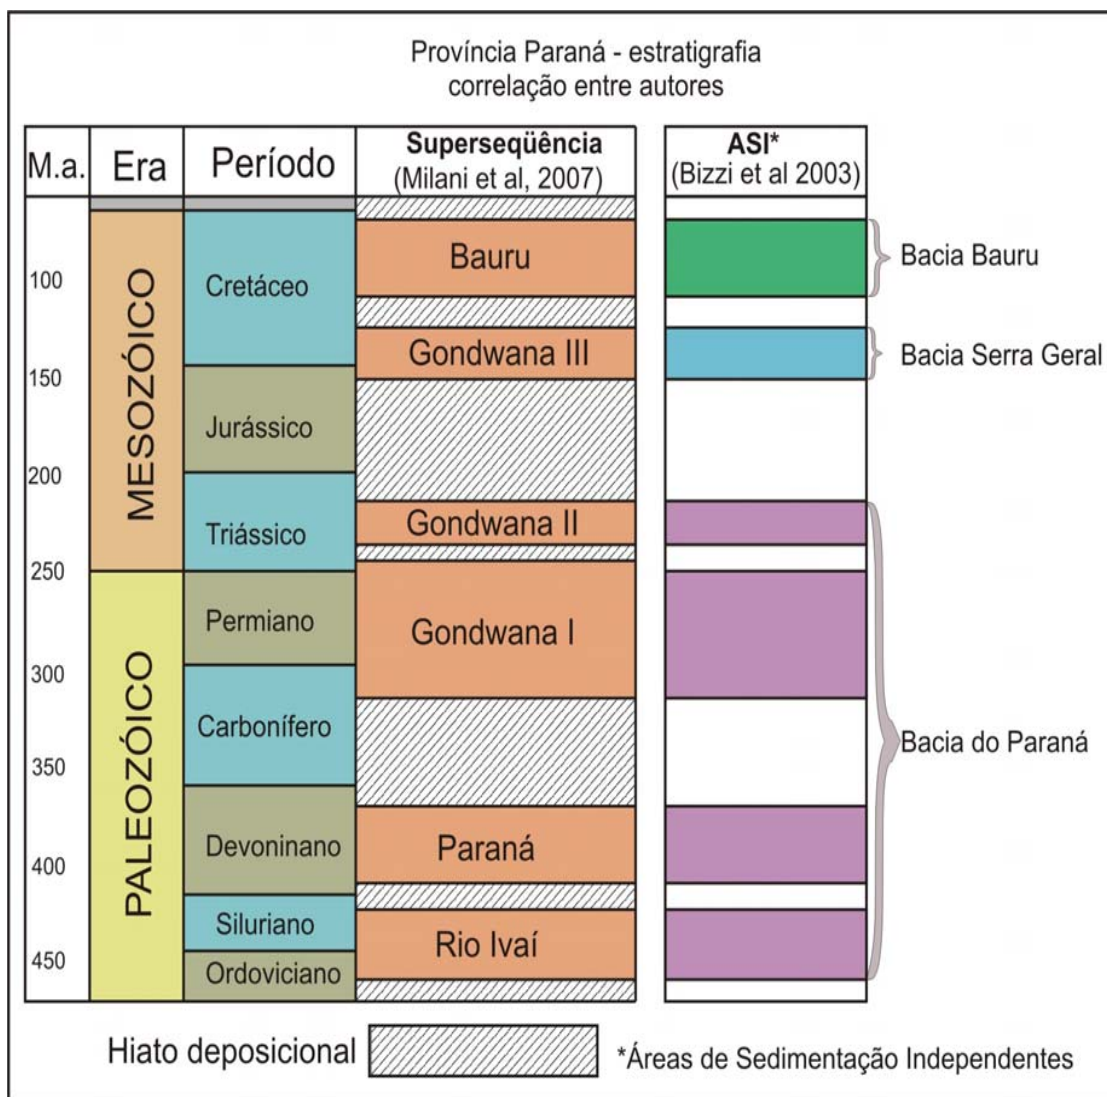 Província Paraná - estratigrafia
correlação entre autores
M.a.
Era
Período
Superseqüência
(Milani et al, 2007)
ASI*
(Bizzi et al 2003)
100
150
200
250
300
350
400
450
MESOZÓICO
PALEOZÓICO
Cretáceo
Jurássico
Triássico
Permiano
Carbonífero
Devoninano
Siluriano
Ordoviciano
Bauru
Gondwana III
Gondwana II
Gondwana I
Paraná
Rio Ivaí
Bacia Bauru
Bacia Serra Geral
Bacia do Paraná
Hiato deposicional
*Áreas de Sedimentação Independentes